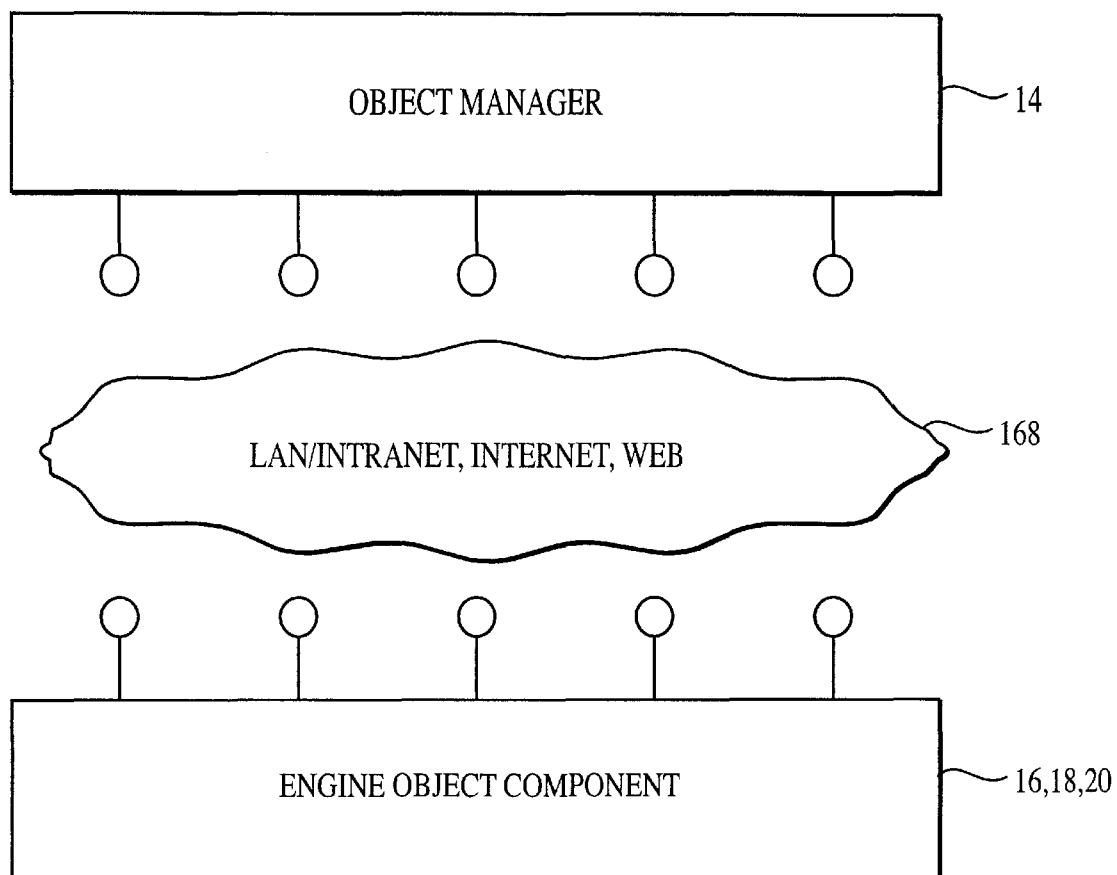 OBJECT MANAGER
14
LAN/INTRANET, INTERNET, WEB
168
ENGINE OBJECT COMPONENT
16,18,20